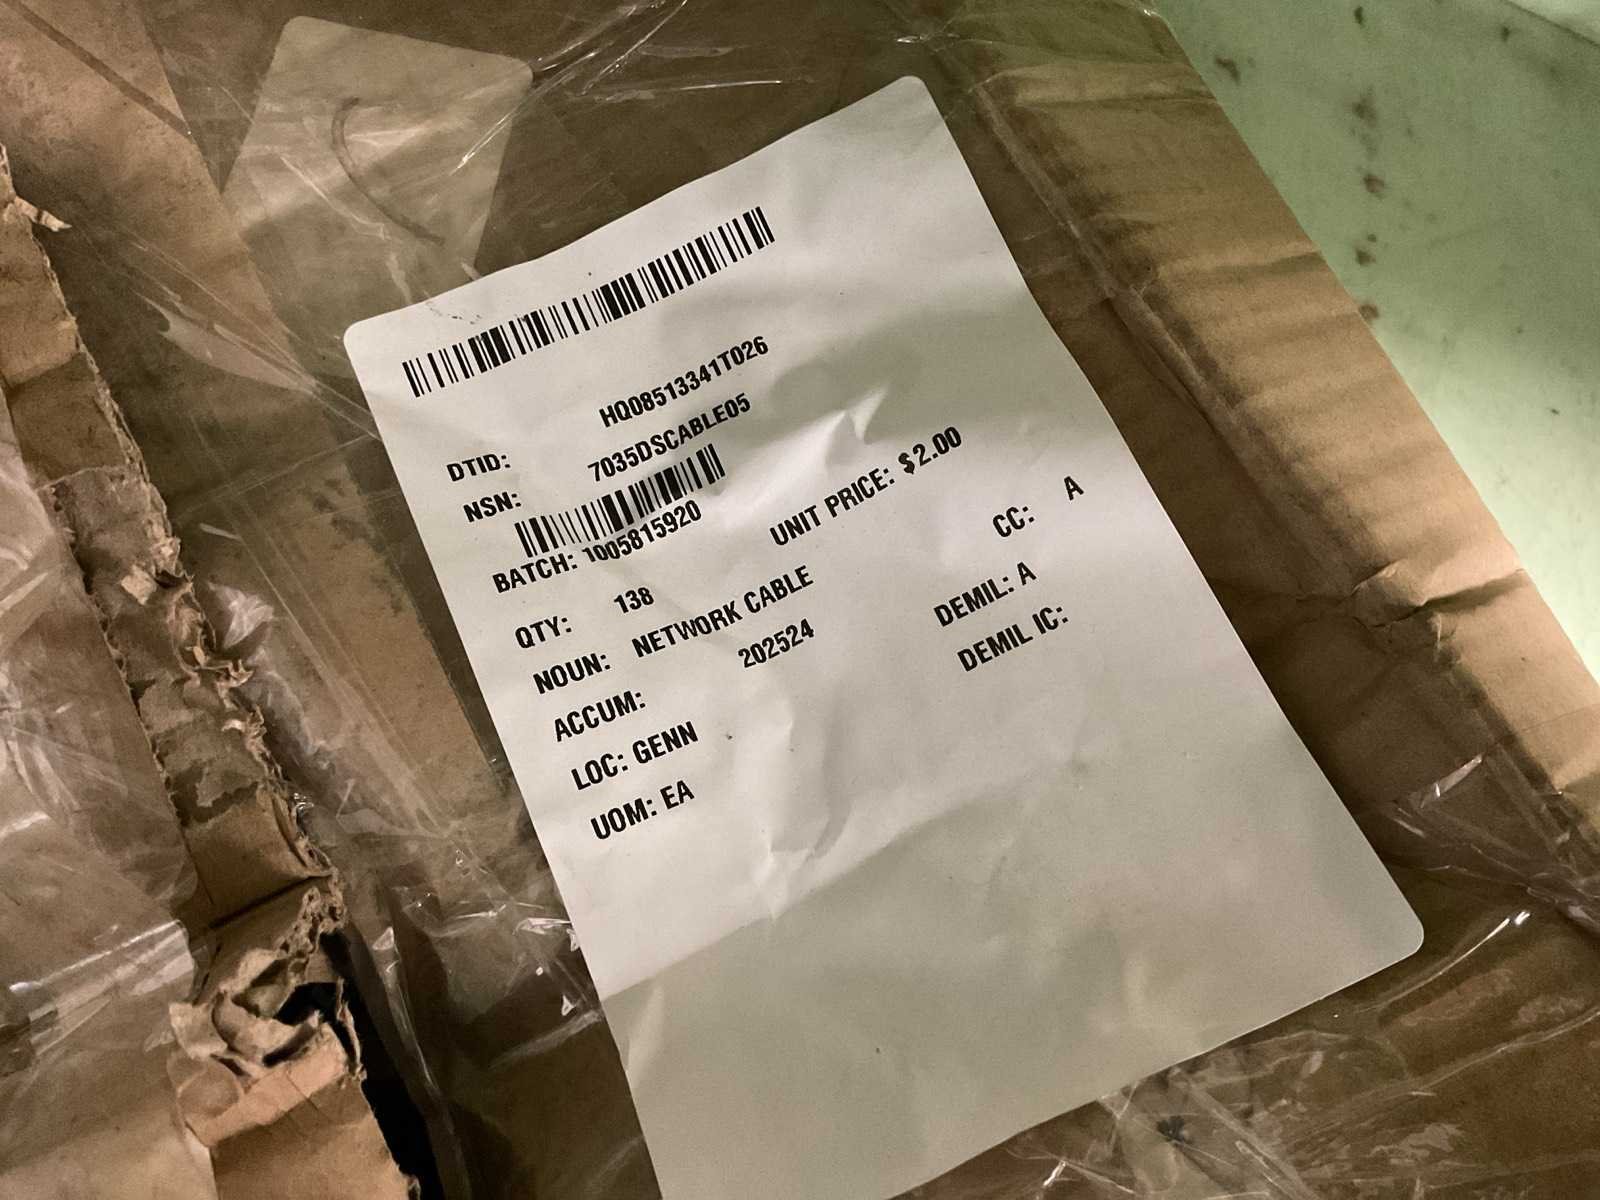 DTID: HQ08513341T026
NSN: 7035DSCABLE05
BATCH: 1005815920
QTY: 138 UNIT PRICE: $2.00
NOUN: NETWORK CABLE CC: A
ACCUM: 202524 DEMIL: A
LOC: GENN DEMIL IC:
UOM: EA